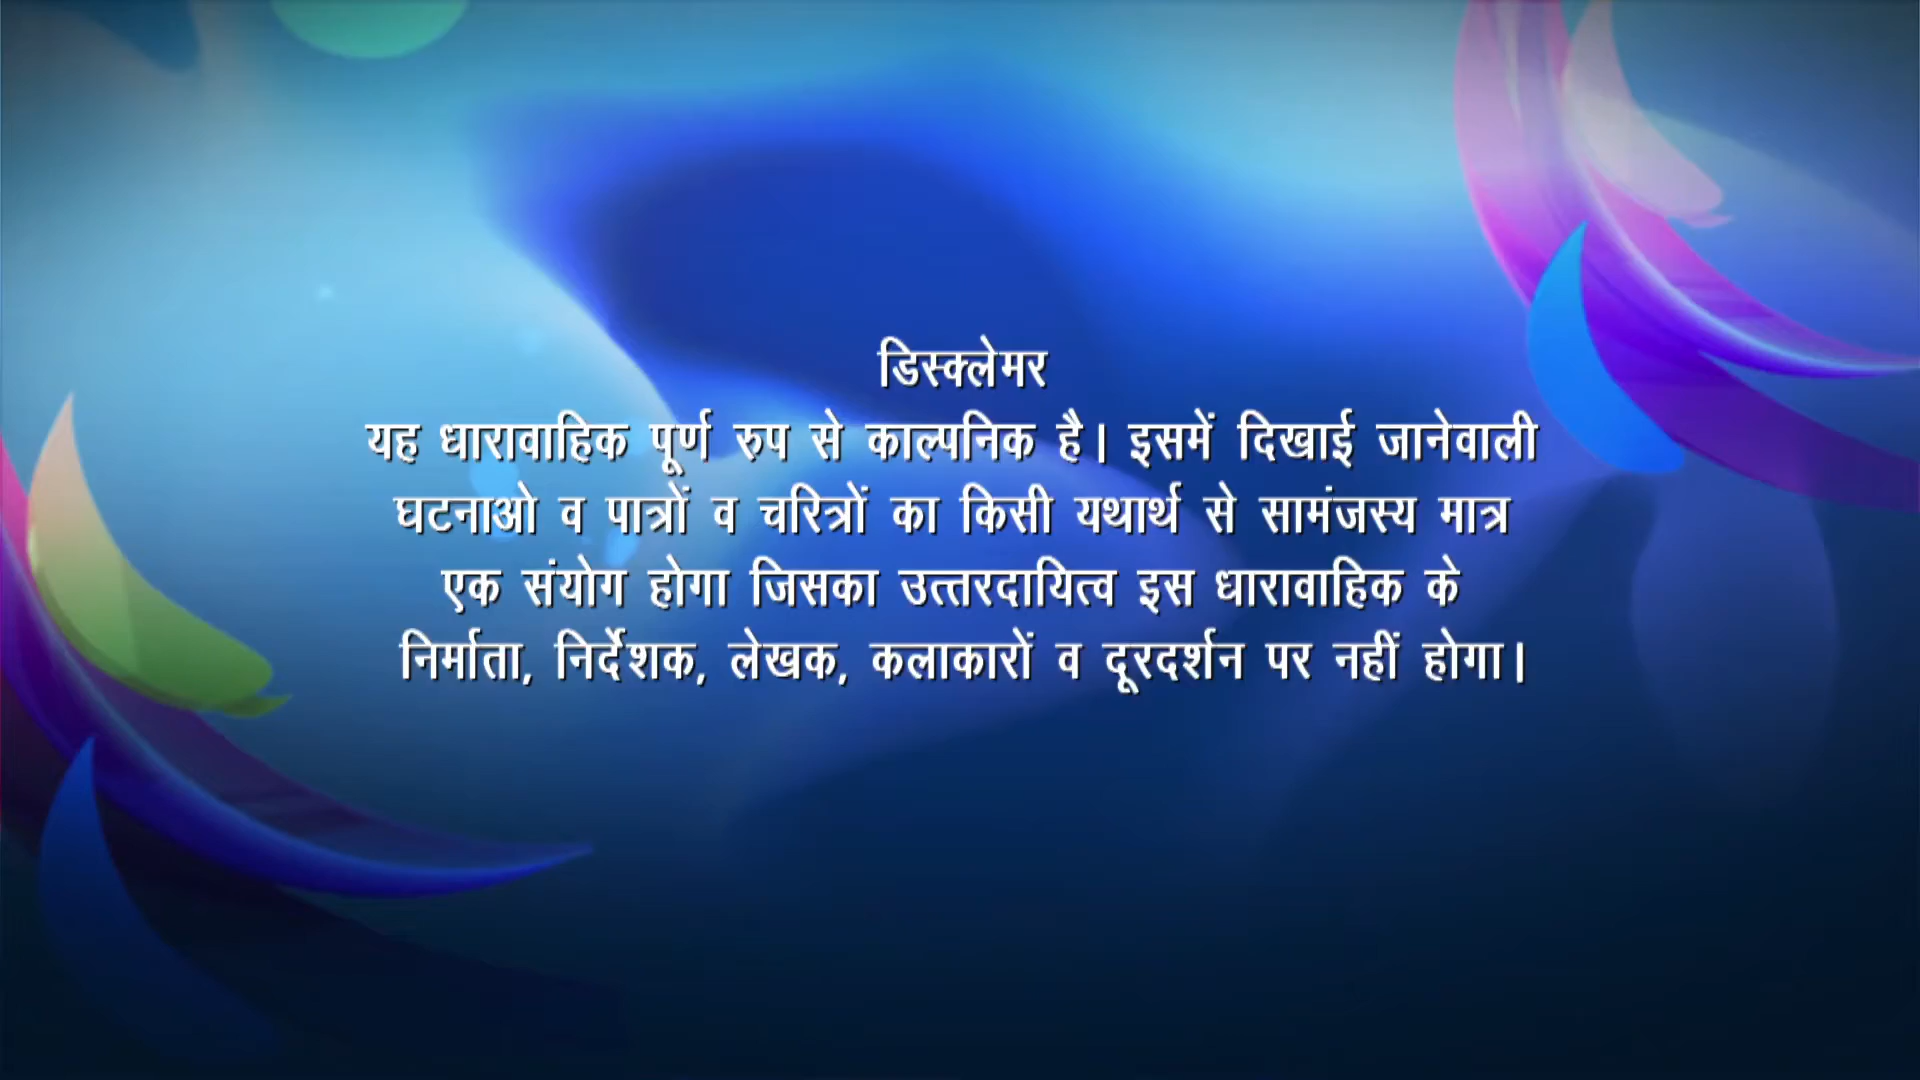 डिस्क्लेमर
यह धारावाहिक पूर्ण रुप से काल्पनिक है। इसमें दिखाई जानेवाली
घटनाओ व पात्रों व चरित्रों का किसी यथार्थ से सामंजस्य मात्र
एक संयोग होगा जिसका उत्तरदायित्व इस धारावाहिक के
निर्माता, निर्देशक, लेखक, कलाकारों व दूरदर्शन पर नहीं होगा।